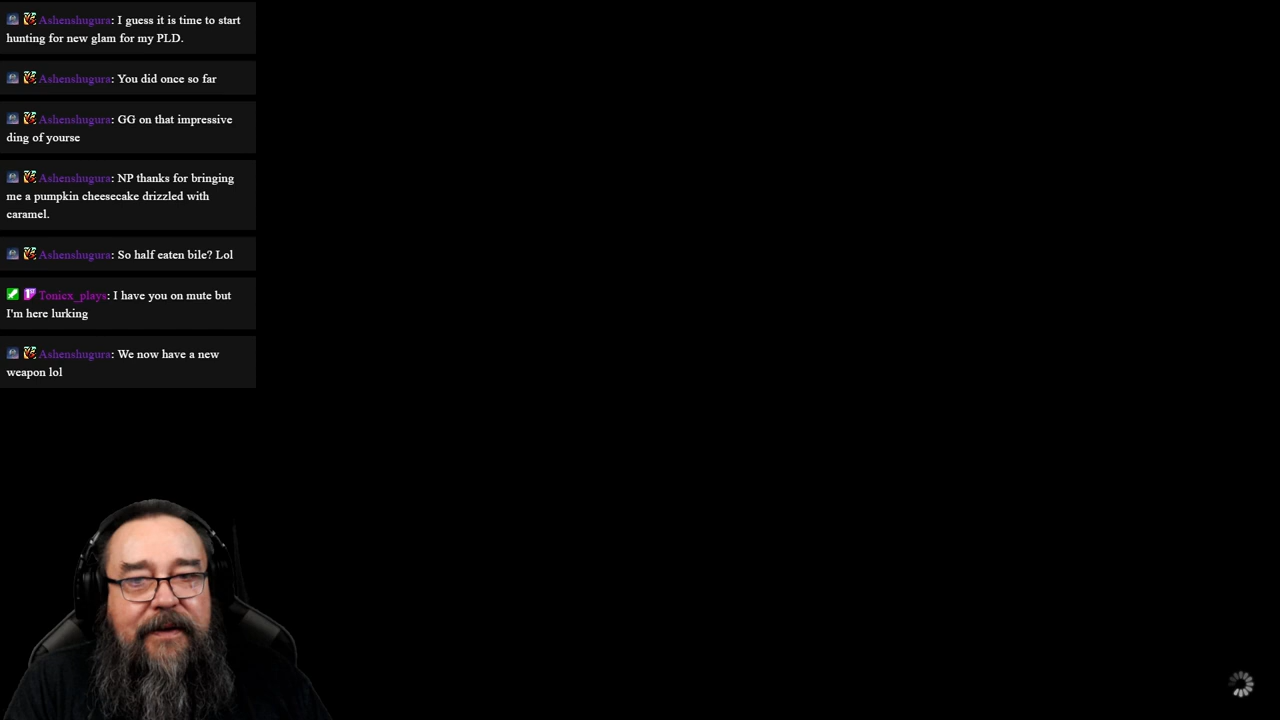 Ashenshugura: I guess it is time to start
hunting for new glam for my PLD.
Ashenshugura: You did once so far
Ashenshugura: GG on that impressive
ding of yourse
Ashenshugura: NP thanks for bringing
me a pumpkin cheesecake drizzled with
caramel.
Ashenshugura: So half eaten bile? Lol
Tonicx_plays: I have you on mute but
I'm here lurking
Ashenshugura: We now have a new
weapon lol